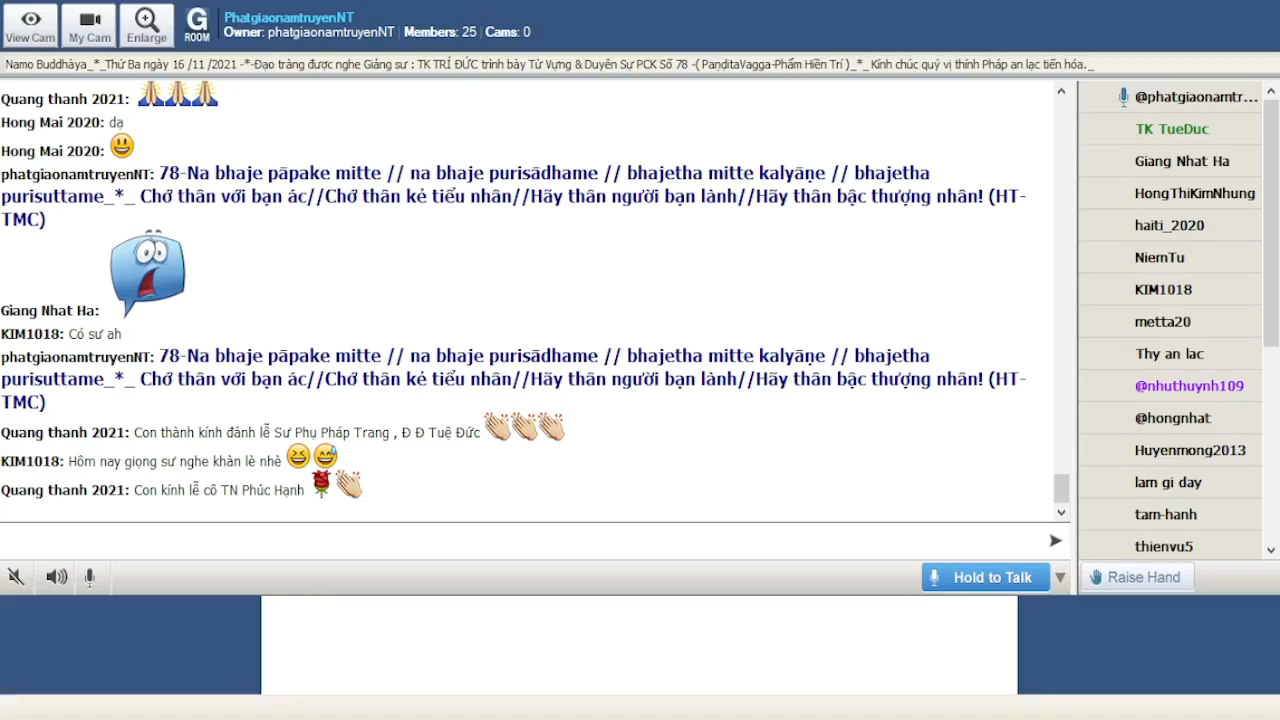 View Cam
My Cam
Enlarge
G
ROOM
PhatgiaonamtruyenNT
Owner: phatgiaonamtruyenNT | Members: 25 | Cams: 0
Namo Buddhàya_*_Thứ Ba ngày 16 /11 /2021 -*-Đạo tràng được nghe Giảng sư : TK TRÍ ĐỨC trình bày Từ Vựng & Duyên Sự PCK Số 78 -( PaṇḍitaVagga-Phẩm Hiền Trí )_*_ Kính chúc quý vị thính Pháp an lạc tiến hóa._
Quang thanh 2021:
Hong Mai 2020: dạ
Hong Mai 2020:
phatgiaonamtruyenNT: 78-Na bhaje pāpake mitte // na bhaje purisādhame // bhajetha mitte kalyāṇe // bhajetha
purisuttame_*_ Chớ thân với bạn ác//Chớ thân kẻ tiểu nhân//Hãy thân người bạn lành//Hãy thân bậc thượng nhân! (HT-
TMC)
Giang Nhat Ha:
KIM1018: Có sư ah
phatgiaonamtruyenNT: 78-Na bhaje pāpake mitte // na bhaje purisādhame // bhajetha mitte kalyāṇe // bhajetha
purisuttame_*_ Chớ thân với bạn ác//Chớ thân kẻ tiểu nhân//Hãy thân người bạn lành//Hãy thân bậc thượng nhân! (HT-
TMC)
Quang thanh 2021: Con thành kính đảnh lễ Sư Phụ Pháp Trang , Đ Đ Tuệ Đức
KIM1018: Hôm nay giọng sư nghe khàn lè nhè
Quang thanh 2021: Con kính lễ cô TN Phúc Hạnh
@phatgiaonamtr...
TK TueDuc
Giang Nhat Ha
HongThiKimNhung
haiti_2020
NiemTu
KIM1018
metta20
Thy an lac
@nhuthuynh109
@hongnhat
Huyenmong2013
lam gi day
tam-hanh
thienvu5
Hold to Talk
Raise Hand